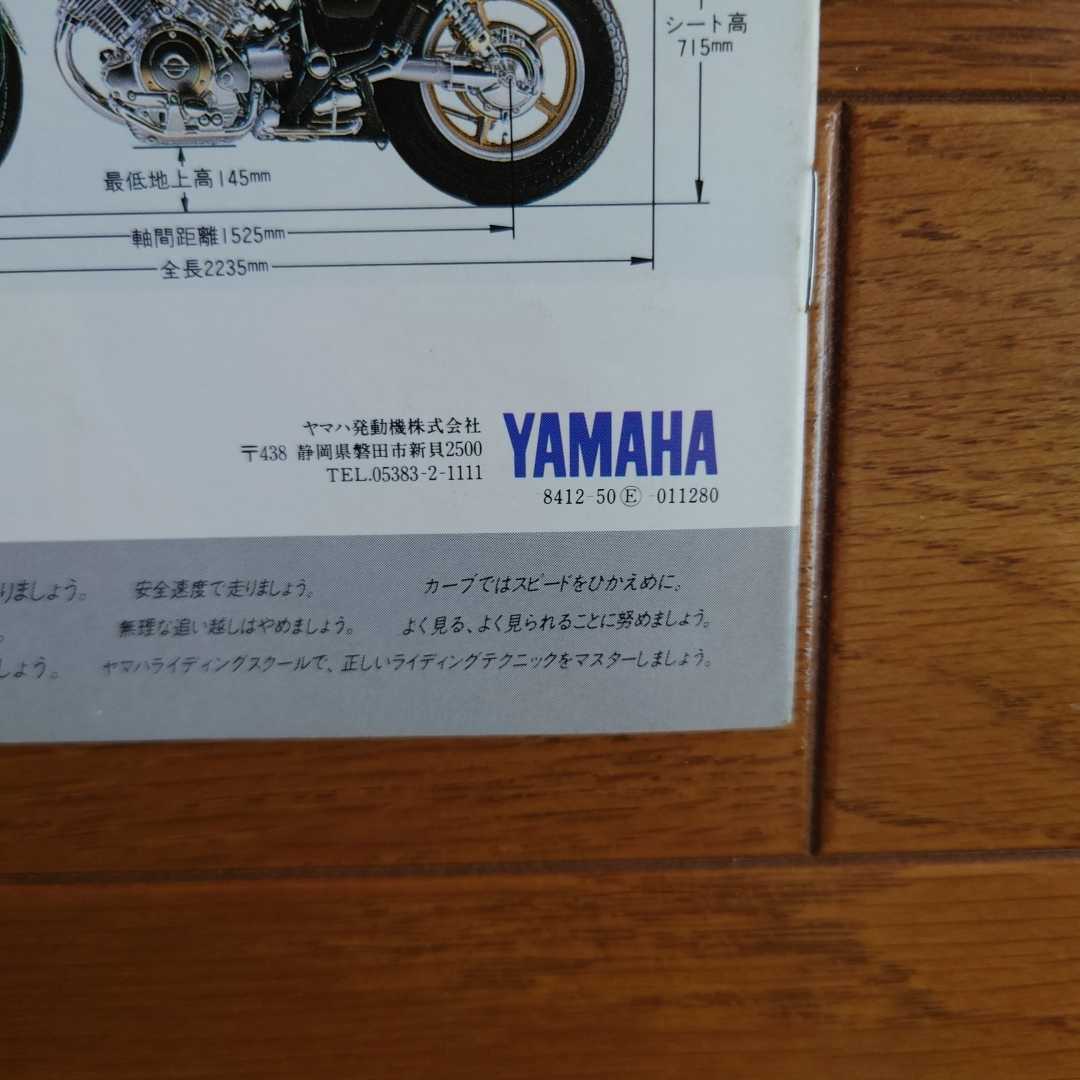 シート高
715mm
最低地上高145mm
軸間距離1525mm
全長2235mm
ヤマハ発動機株式会社
〒438 静岡県磐田市新貝2500
TEL.05383-2-1111
YAMAHA
8412-50Ⓔ-011280
りましょう。 安全速度で走りましょう。 カーブではスピードをひかえめに。
。 無理な追い越しはやめましょう。 よく見る、よく見られることに努めましょう。
しょう。 ヤマハライディングスクールで、正しいライディングテクニックをマスターしましょう。